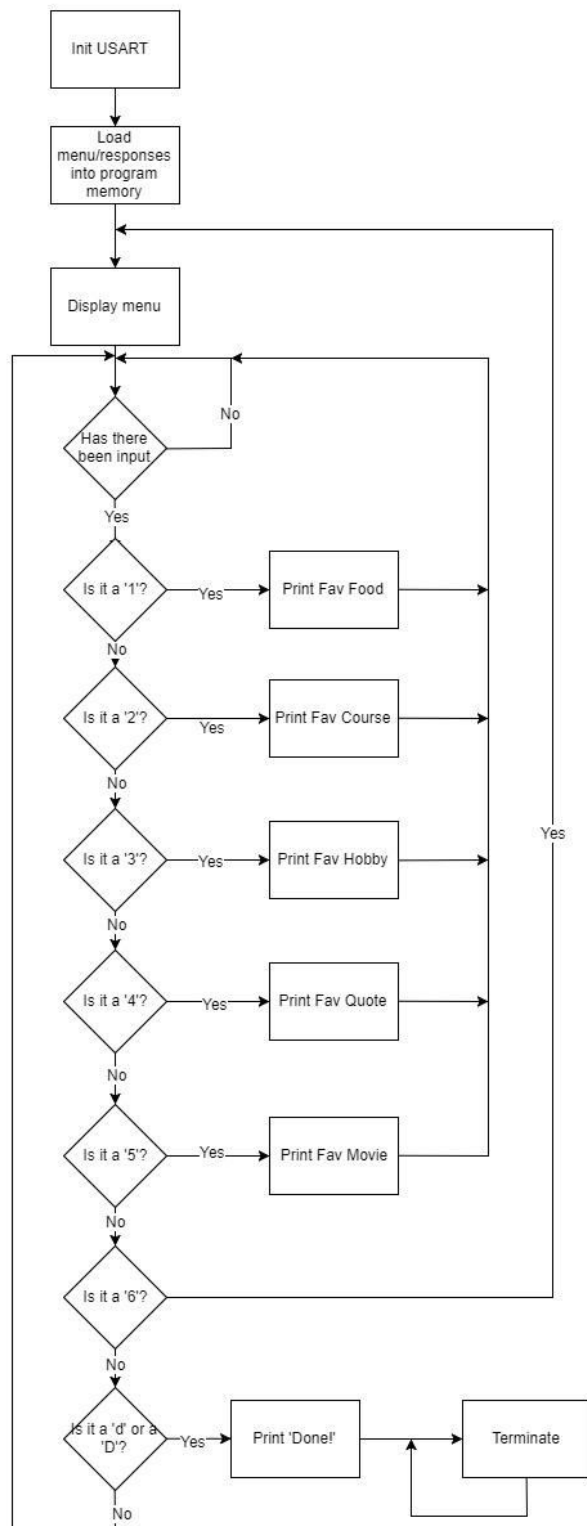 Init USART
Load
menu/responses
into program
memory
Display menu
No
Has there
been input
Yes
Is it a '1'?
Yes
Print Fav Food
No
Is it a '2'?
Yes
Print Fav Course
No
Is it a '3'?
Yes
Print Fav Hobby
Yes
No
Is it a '4'?
Yes
Print Fav Quote
No
Is it a '5'?
Yes
Print Fav Movie
No
Is it a '6'?
No
Is it a 'd' or a
'D'?
Yes
Print 'Done!'
Terminate
No